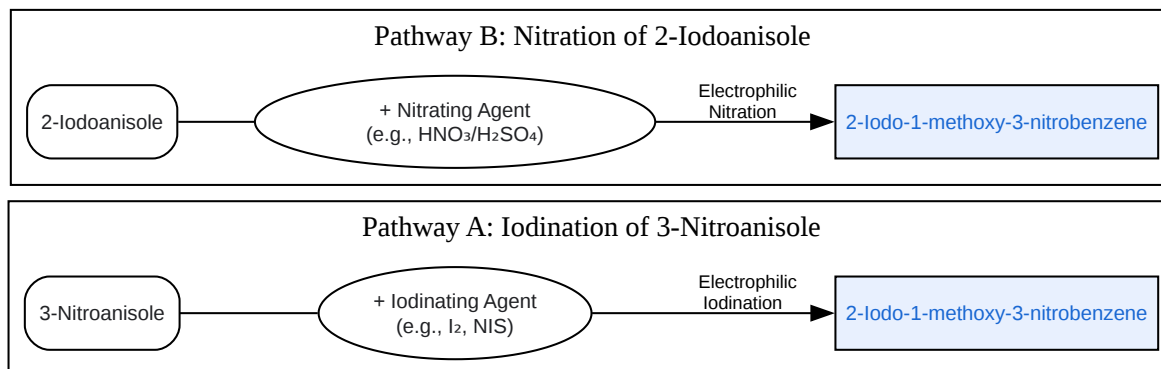 Pathway B: Nitration of 2-Iodoanisole
2-Iodoanisole
+ Nitrating Agent
(e.g., HNO₃/H₂SO₄)
Electrophilic
Nitration
2-Iodo-1-methoxy-3-nitrobenzene
Pathway A: Iodination of 3-Nitroanisole
3-Nitroanisole
+ Iodinating Agent
(e.g., I₂, NIS)
Electrophilic
Iodination
2-Iodo-1-methoxy-3-nitrobenzene